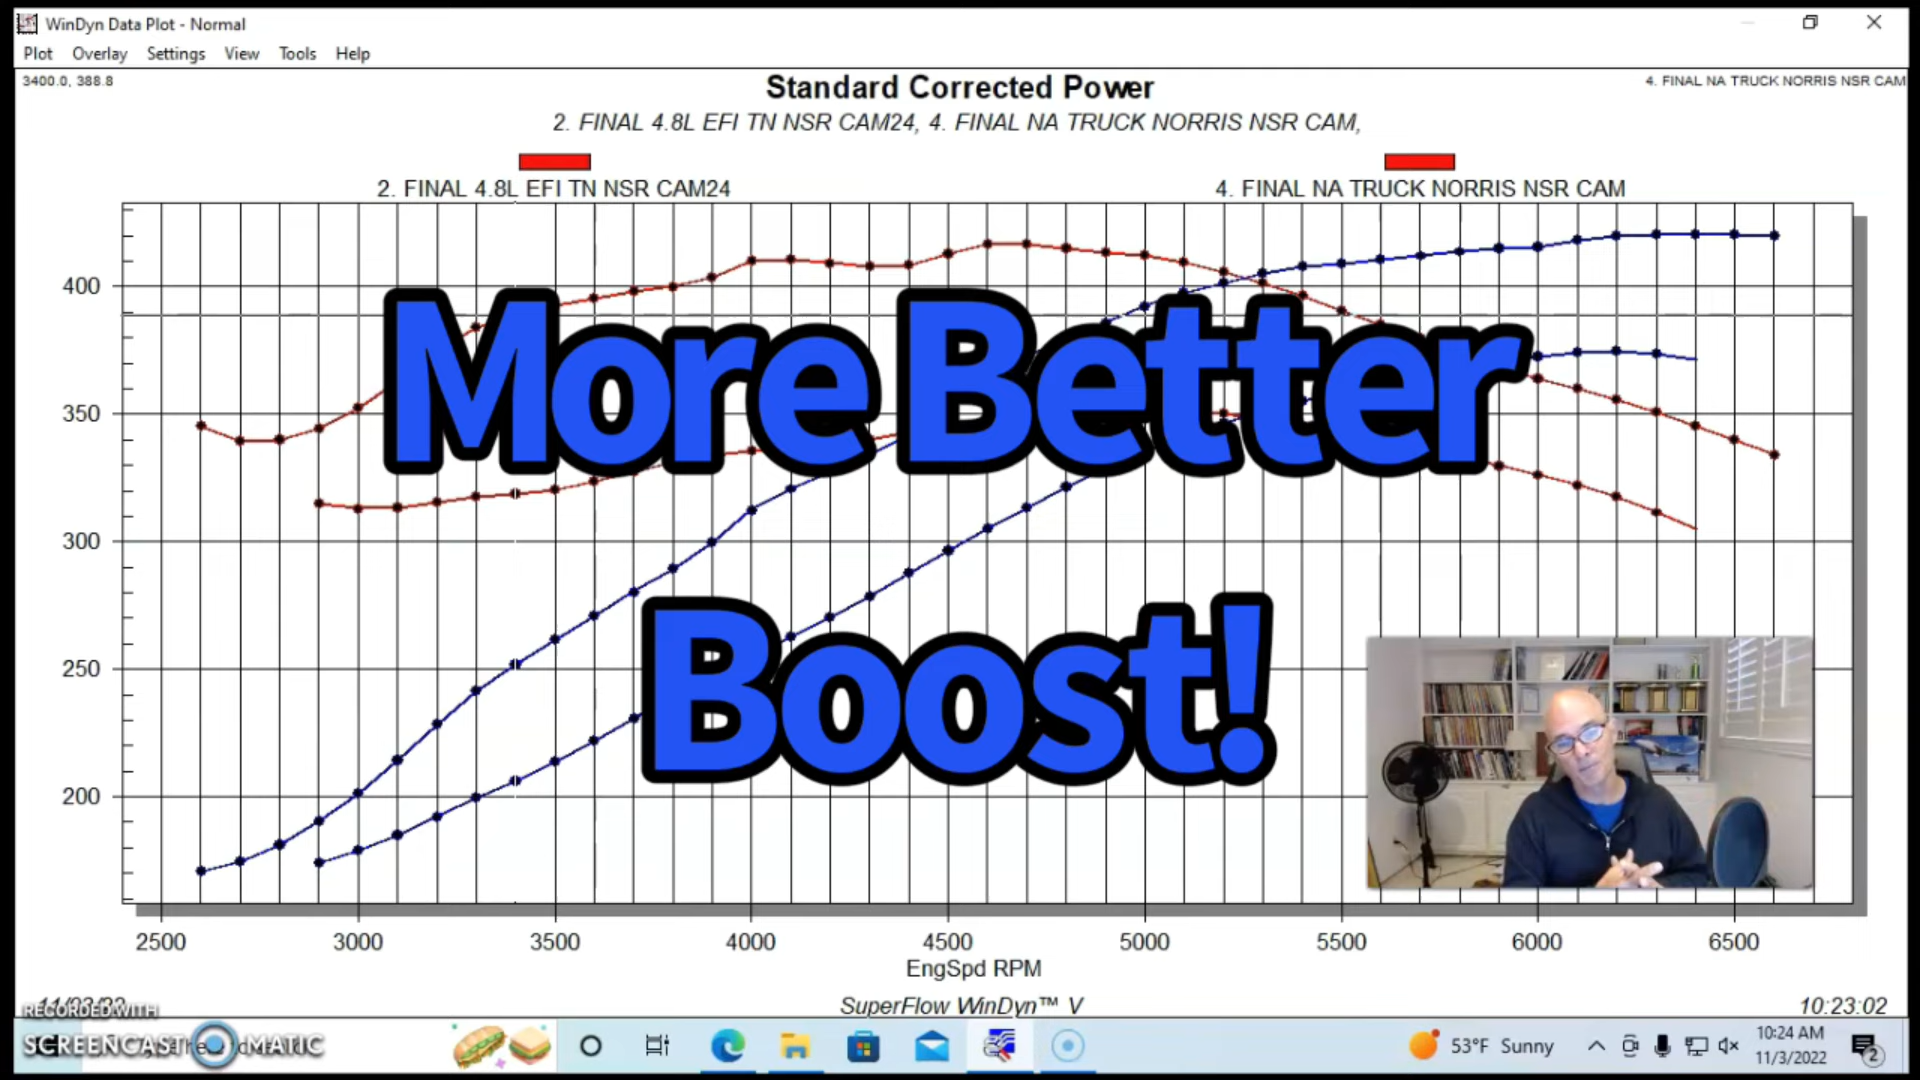 WinDyn Data Plot - Normal
Plot Overlay Settings View Tools Help
3400.0, 388.8
4. FINAL NA TRUCK NORRIS NSR CAM
Standard Corrected Power
2. FINAL 4.8L EFI TN NSR CAM24, 4. FINAL NA TRUCK NORRIS NSR CAM,
2. FINAL 4.8L EFI TN NSR CAM24
4. FINAL NA TRUCK NORRIS NSR CAM
400
350
300
250
200
More Better
Boost!
2500 3000 3500 4000 4500 5000 5500 6000 6500
EngSpd RPM
11/03/22
SuperFlow WinDyn™ V
10:23:02
RECORDED WITH
SCREENCAST MATIC
53°F Sunny
10:24 AM
11/3/2022
2